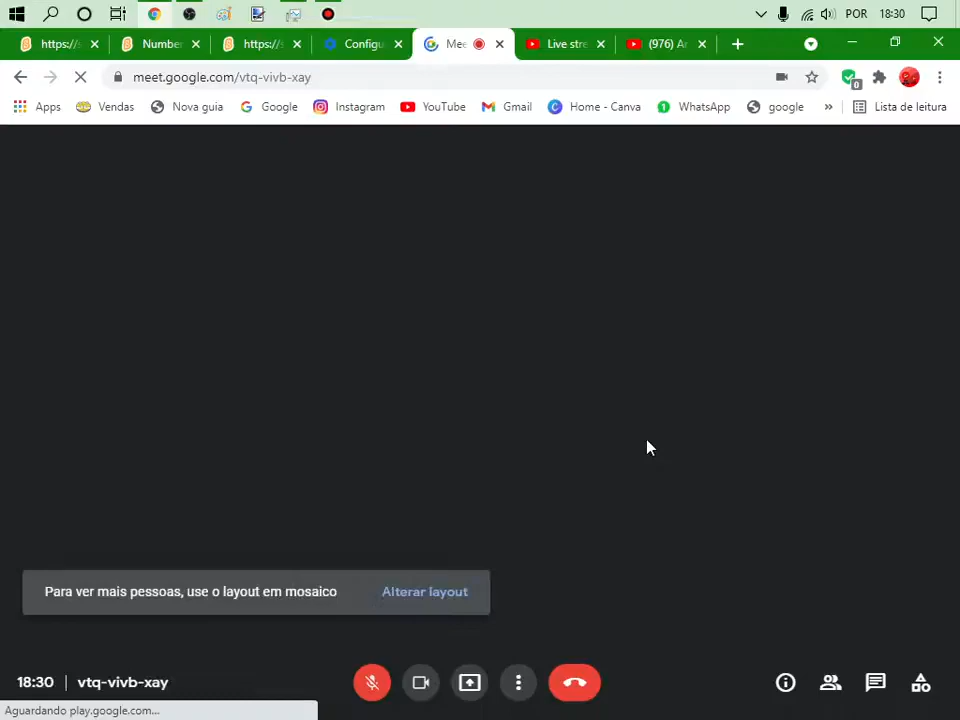 POR 18:30
https:// Number Configu Mee Live stre (976) Ar
meet.google.com/vtq-vivb-xay
Apps Vendas Nova guia Google Instagram YouTube Gmail Home - Canva WhatsApp google » Lista de leitura
Para ver mais pessoas, use o layout em mosaico Alterar layout
18:30 | vtq-vivb-xay
Aguardando play.google.com...